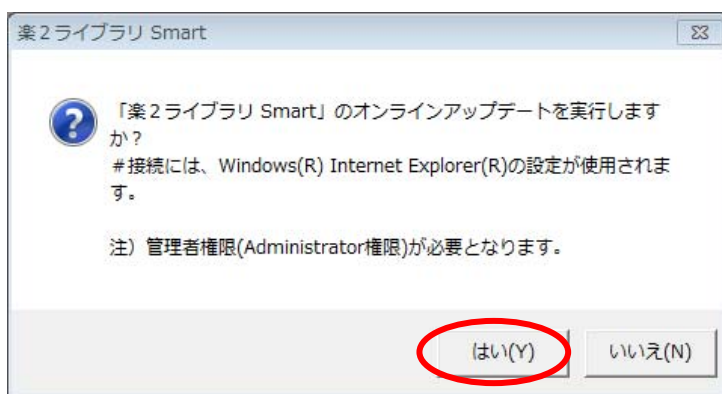 楽2ライブラリ Smart
「楽2ライブラリ Smart」のオンラインアップデートを実行します
か？
#接続には、Windows(R) Internet Explorer(R)の設定が使用されま
す。
注）管理者権限(Administrator権限)が必要となります。
はい(Y)
いいえ(N)